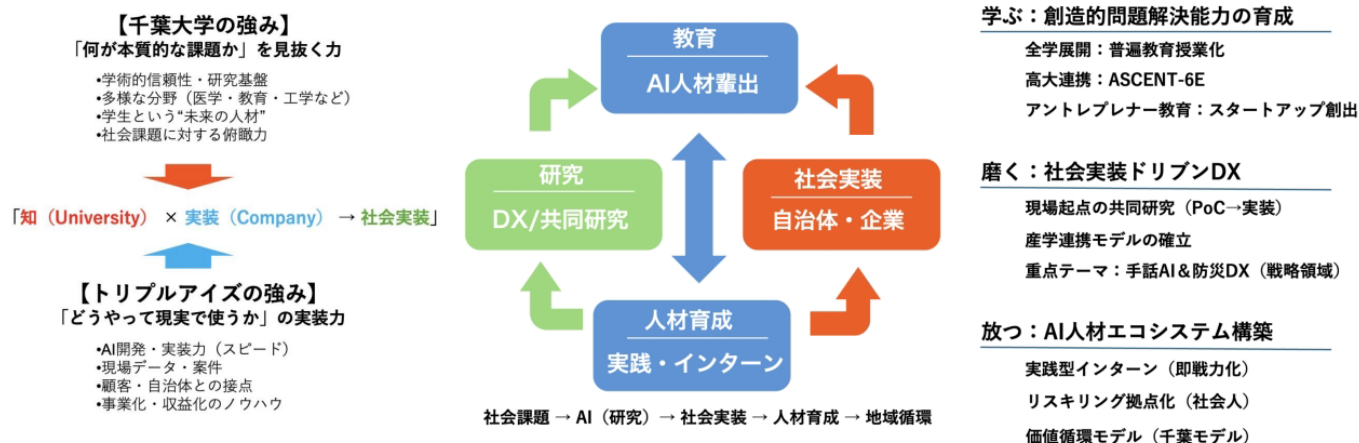 【千葉大学の強み】
「何が本質的な課題か」を見抜く力
•学術的信頼性・研究基盤
•多様な分野（医学・教育・工学など）
•学生という“未来の人材”
•社会課題に対する俯瞰力
「知（University） × 実装（Company） → 社会実装」
【トリプルアイズの強み】
「どうやって現実で使うか」の実装力
•AI開発・実装力（スピード）
•現場データ・案件
•顧客・自治体との接点
•事業化・収益化のノウハウ
教育
AI人材輩出
研究
DX/共同研究
社会実装
自治体・企業
人材育成
実践・インターン
社会課題 → AI（研究）→ 社会実装 → 人材育成 → 地域循環
学ぶ：創造的問題解決能力の育成
全学展開：普遍教育授業化
高大連携：ASCENT-6E
アントレプレナー教育：スタートアップ創出
磨く：社会実装ドリブンDX
現場起点の共同研究（PoC→実装）
産学連携モデルの確立
重点テーマ：手話AI＆防災DX（戦略領域）
放つ：AI人材エコシステム構築
実践型インターン（即戦力化）
リスキリング拠点化（社会人）
価値循環モデル（千葉モデル）